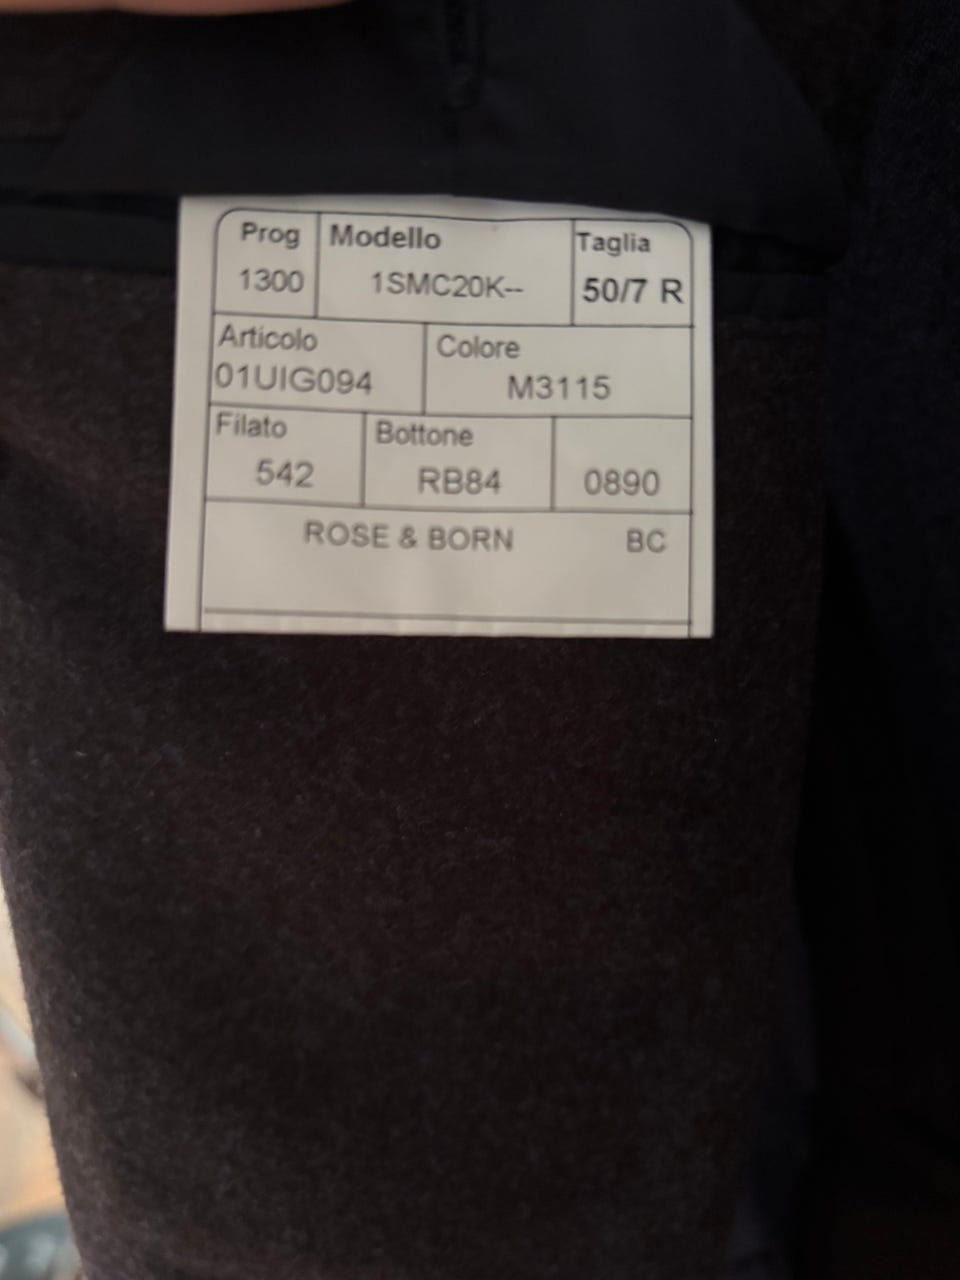 Prog Modello Taglia
1300 1SMC20K-- 50/7 R
Articolo Colore
01UIG094 M3115
Filato Bottone
542 RB84 0890
ROSE & BORN BC